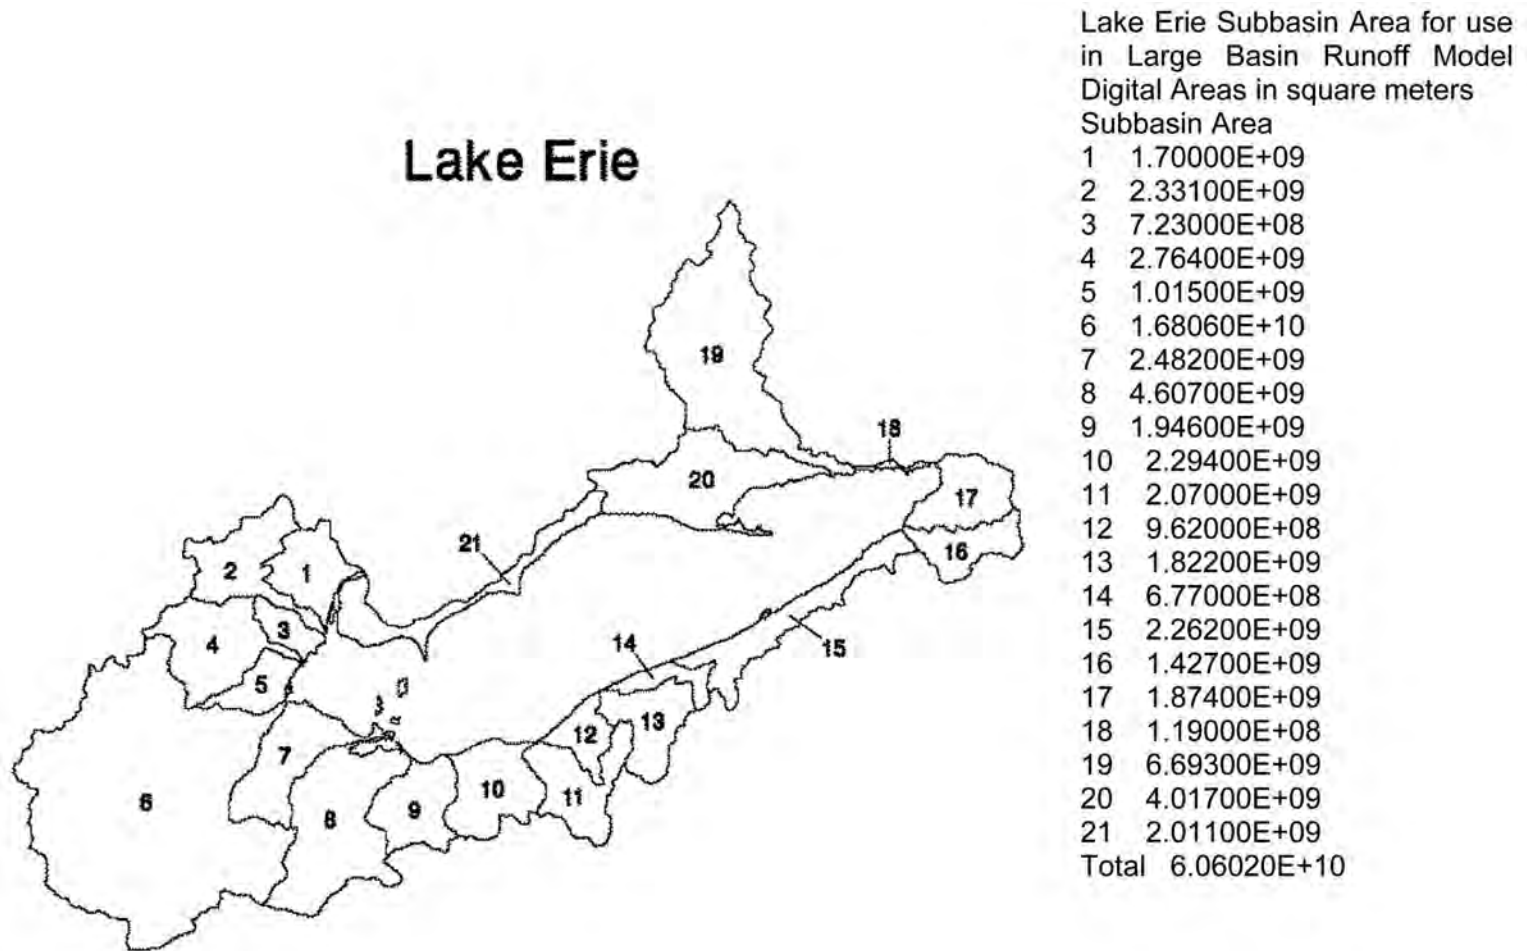 Lake Erie Subbasin Area for use
in Large Basin Runoff Model
Digital Areas in square meters
Subbasin Area
1 1.70000E+09
2 2.33100E+09
3 7.23000E+08
4 2.76400E+09
5 1.01500E+09
6 1.68060E+10
7 2.48200E+09
8 4.60700E+09
9 1.94600E+09
10 2.29400E+09
11 2.07000E+09
12 9.62000E+08
13 1.82200E+09
14 6.77000E+08
15 2.26200E+09
16 1.42700E+09
17 1.87400E+09
18 1.19000E+08
19 6.69300E+09
20 4.01700E+09
21 2.01100E+09
Total 6.06020E+10
Lake Erie
19
18
20
17
21
16
2
1
3
4
14
15
5
13
12
7
10
11
6
9
8